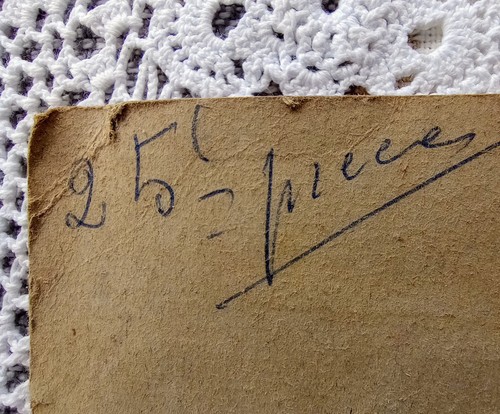 25 = pieces